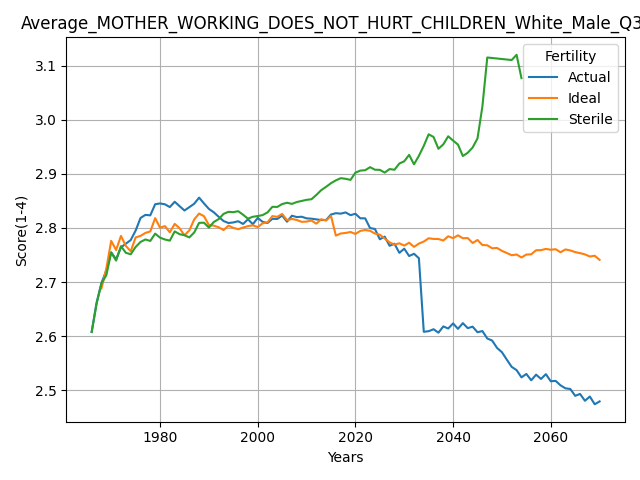 Average_MOTHER_WORKING_DOES_NOT_HURT_CHILDREN_White_Male_Q3
Fertility
Actual
Ideal
Sterile
Score(1-4)
3.1
3.0
2.9
2.8
2.7
2.6
2.5
1980
2000
2020
2040
2060
Years